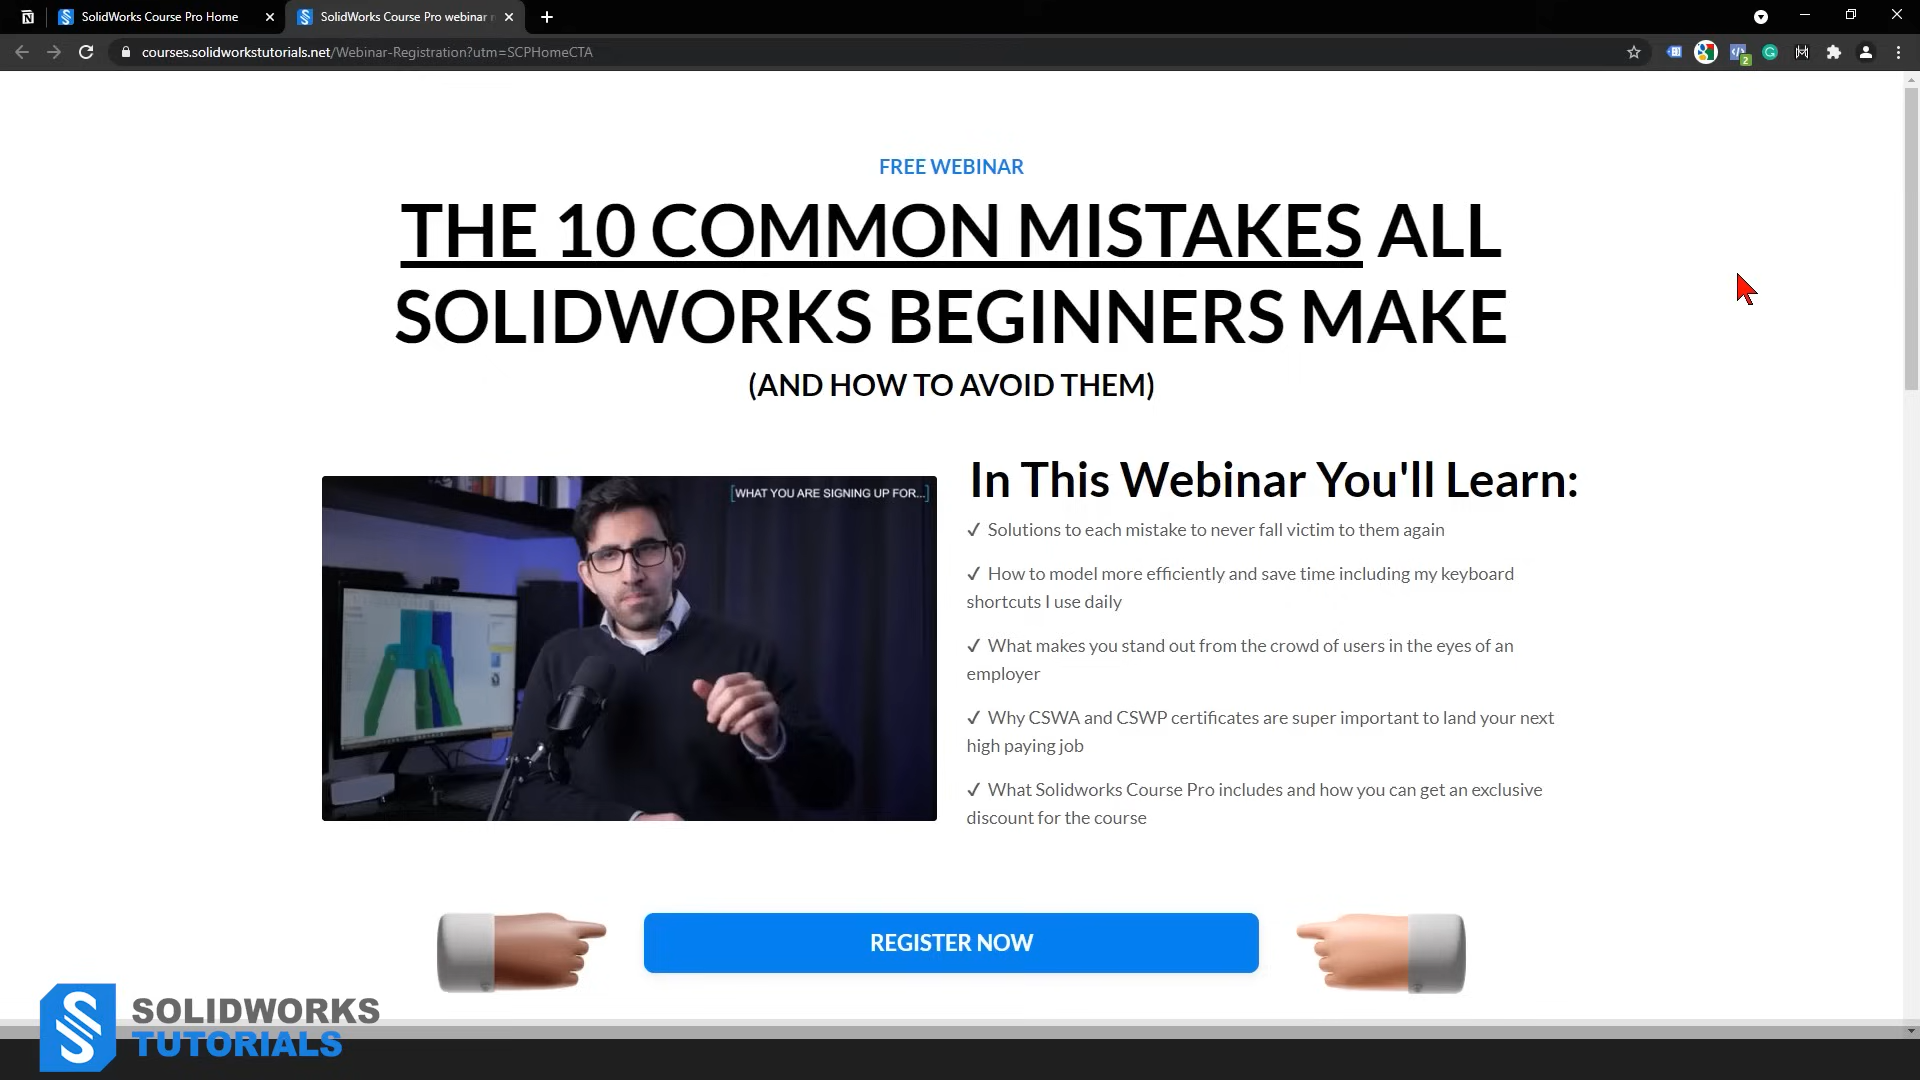 SolidWorks Course Pro Home
SolidWorks Course Pro webinar
courses.solidworkstutorials.net/Webinar-Registration?utm=SCPHomeCTA
2
FREE WEBINAR
THE 10 COMMON MISTAKES ALL
SOLIDWORKS BEGINNERS MAKE
(AND HOW TO AVOID THEM)
[WHAT YOU ARE SIGNING UP FOR...]
In This Webinar You'll Learn:
✓ Solutions to each mistake to never fall victim to them again
✓ How to model more efficiently and save time including my keyboard
shortcuts I use daily
✓ What makes you stand out from the crowd of users in the eyes of an
employer
✓ Why CSWA and CSWP certificates are super important to land your next
high paying job
✓ What Solidworks Course Pro includes and how you can get an exclusive
discount for the course
REGISTER NOW
SOLIDWORKS
TUTORIALS